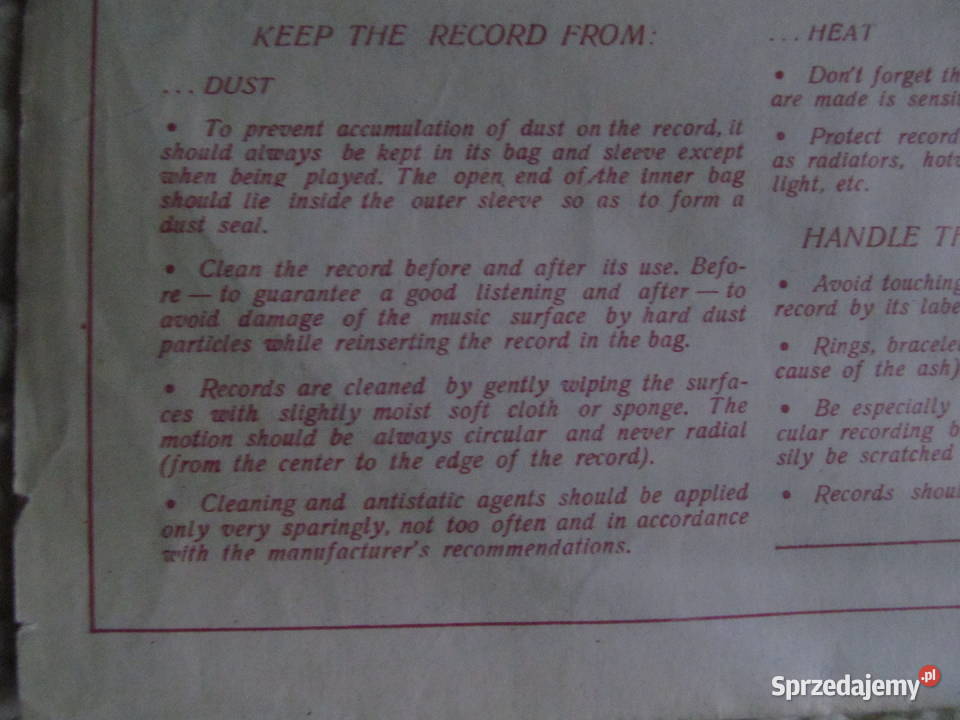 KEEP THE RECORD FROM:
... DUST
• To prevent accumulation of dust on the record, it
should always be kept in its bag and sleeve except
when being played. The open end of the inner bag
should lie inside the outer sleeve so as to form a
dust seal.
• Clean the record before and after its use. Befo-
re — to guarantee a good listening and after — to
avoid damage of the music surface by hard dust
particles while reinserting the record in the bag.
• Records are cleaned by gently wiping the surfa-
ces with slightly moist soft cloth or sponge. The
motion should be always circular and never radial
(from the center to the edge of the record).
• Cleaning and antistatic agents should be applied
only very sparingly, not too often and in accordance
with the manufacturer's recommendations.
... HEAT
• Don't forget th
are made is sensit
• Protect record
as radiators, hotw
light, etc.
HANDLE TH
• Avoid touching
record by its labe
• Rings, bracelet
cause of the ash)
• Be especially
cular recording b
sily be scratched
• Records shoul
Sprzedajemy.pl